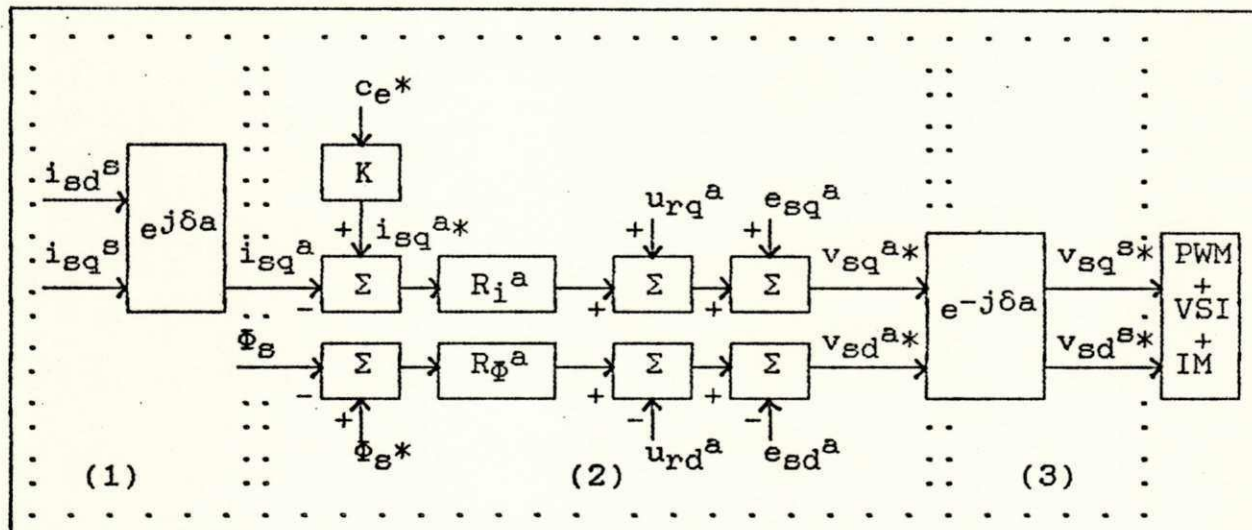 c_e*
i_sd^s
K
e^jδa
u_rq^a
e_sq^a
+
i_sq^a*
+
+
i_sq^s
i_sq^a
v_sq^a*
v_sq^s*
PWM
Σ
R_i^a
Σ
Σ
+
-
+
+
e^-jδa
VSI
Φ_s
v_sd^a*
v_sd^s*
+
Σ
R_Φ^a
Σ
Σ
IM
-
+
+
+
-
-
Φ_s*
u_rd^a
e_sd^a
(1)
(2)
(3)